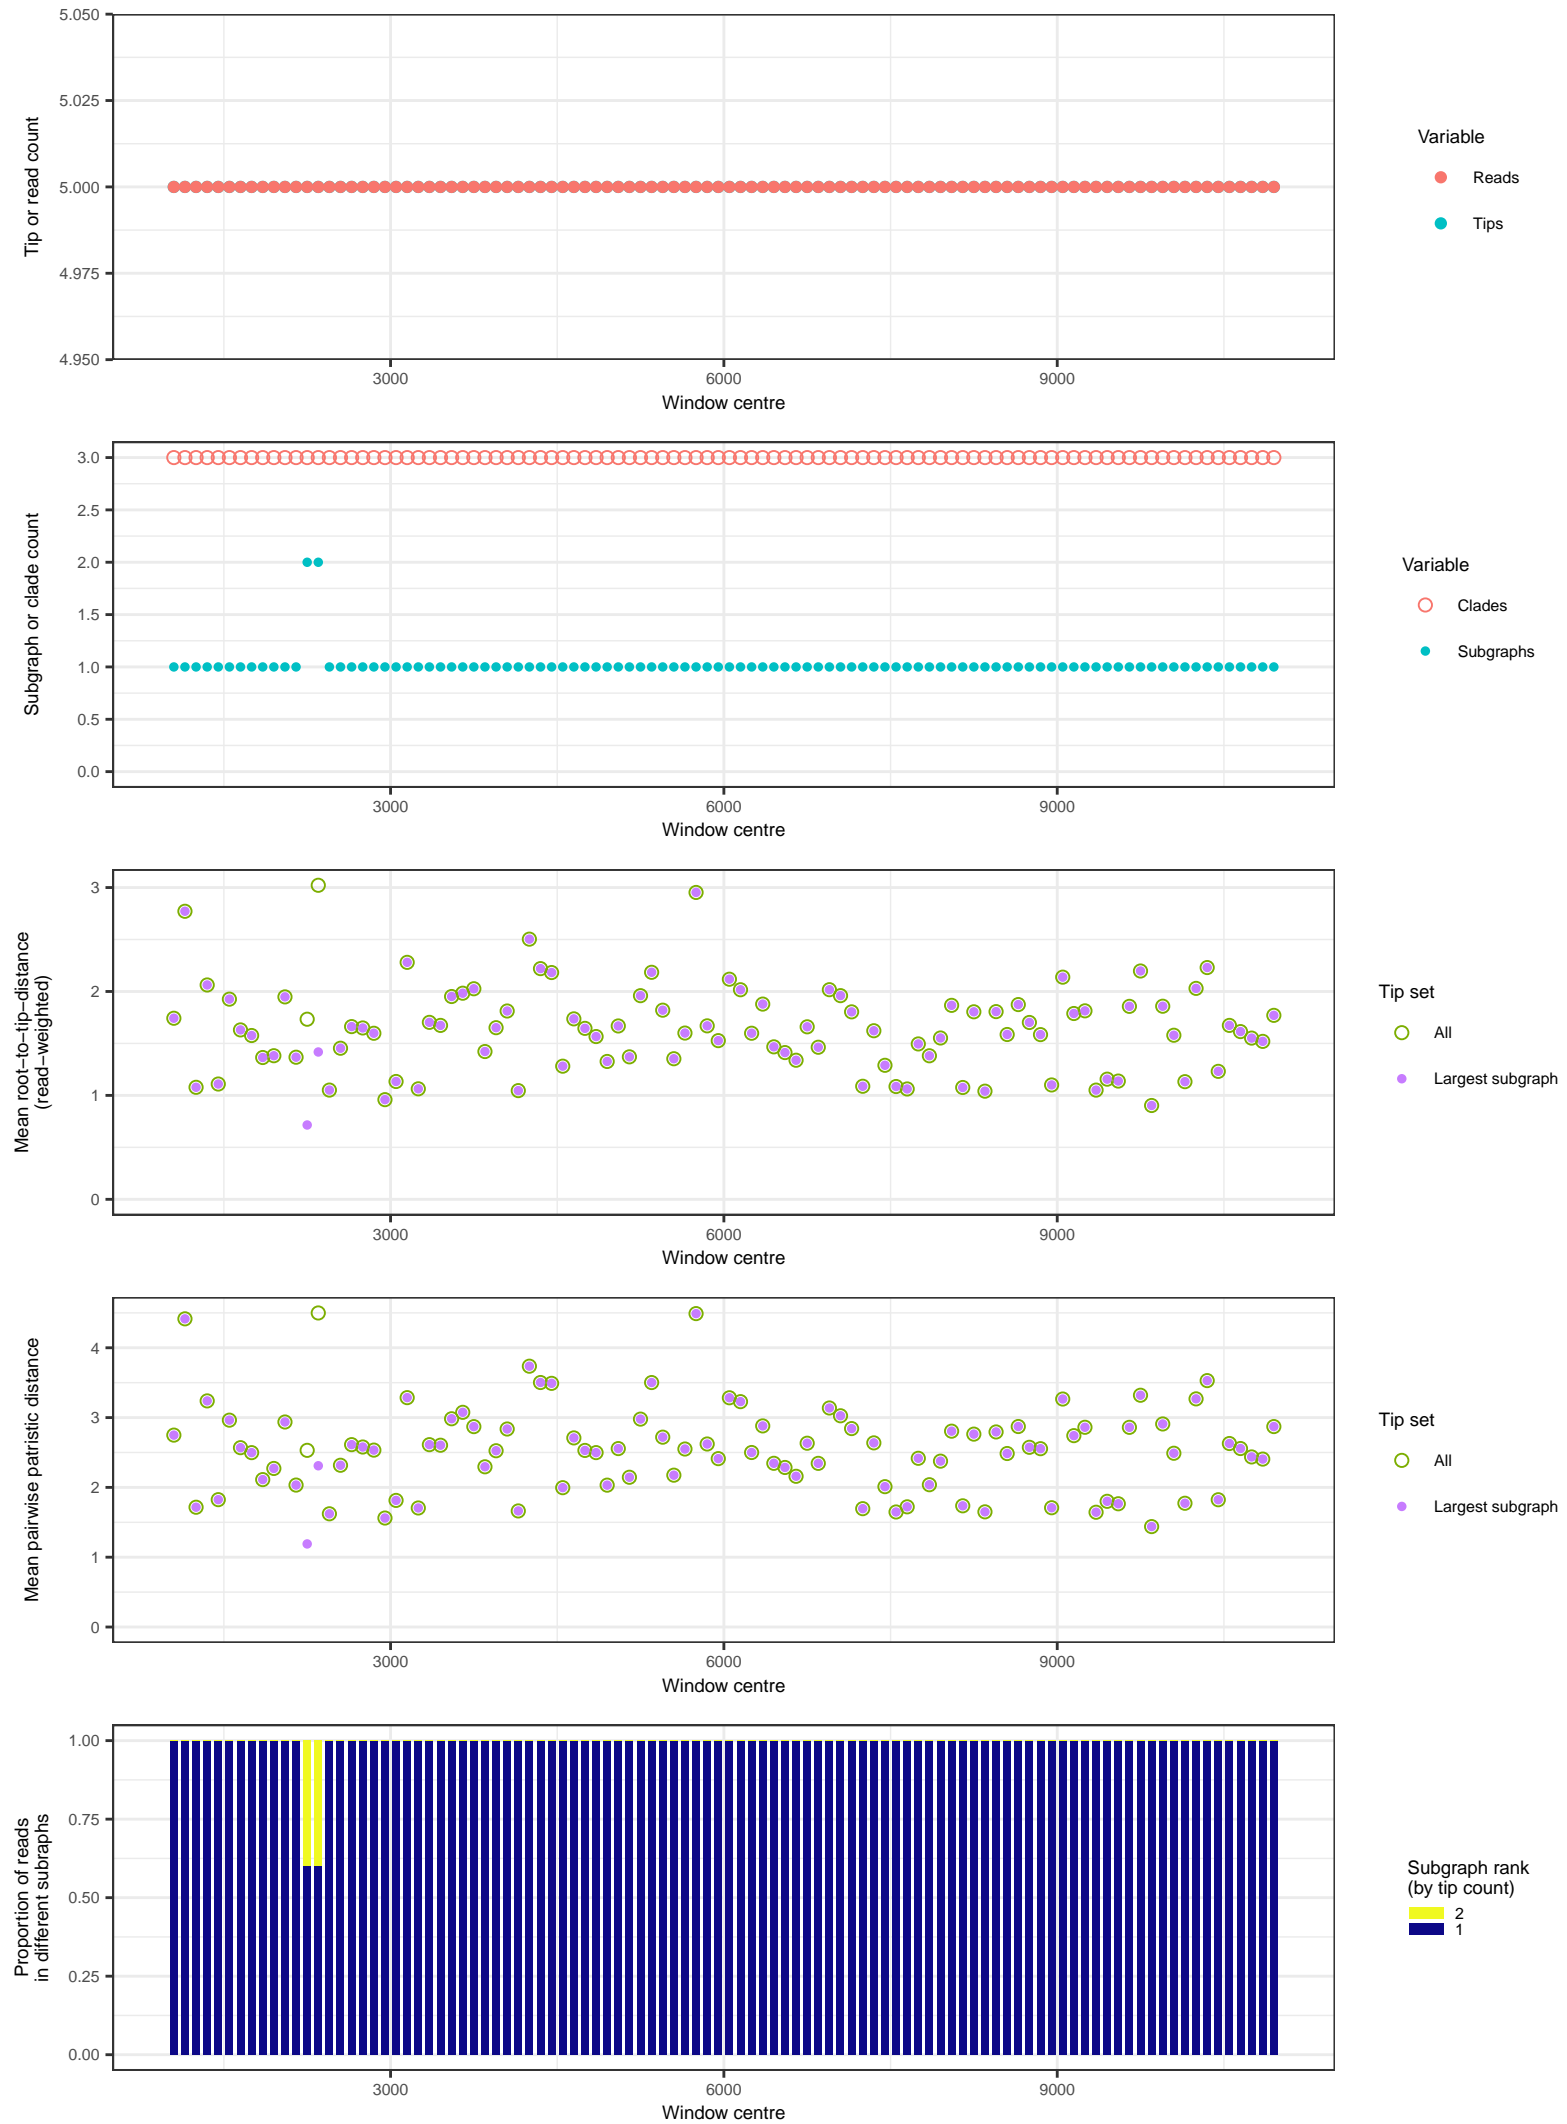 5.050
5.025
5.000
4.975
4.950
Tip or read count
3000
6000
9000
Window centre
Variable
Reads
Tips
3.0
2.5
2.0
1.5
1.0
0.5
0.0
Subgraph or clade count
3000
6000
9000
Window centre
Variable
Clades
Subgraphs
3
2
1
0
Mean root−to−tip−distance
(read−weighted)
3000
6000
9000
Window centre
Tip set
All
Largest subgraph
4
3
2
1
0
Mean pairwise patristic distance
3000
6000
9000
Window centre
Tip set
All
Largest subgraph
1.00
0.75
0.50
0.25
0.00
Proportion of reads
in different subraphs
3000
6000
9000
Window centre
Subgraph rank
(by tip count)
2
1